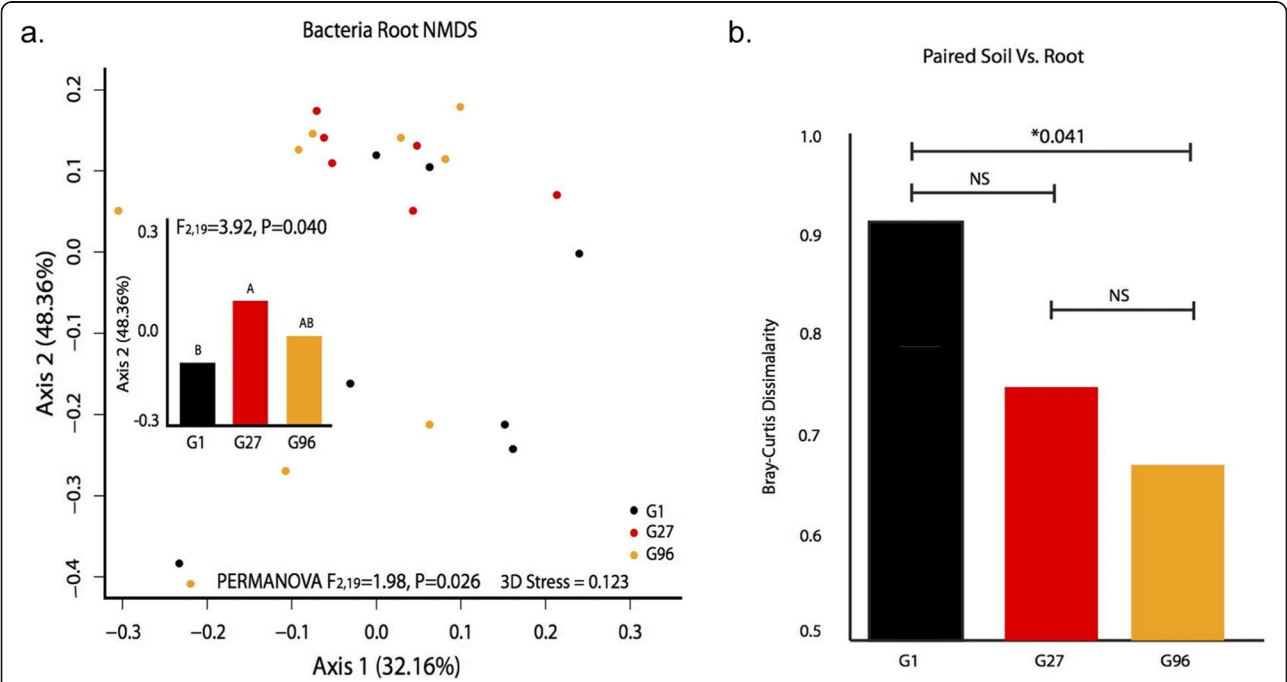 a.
Bacteria Root NMDS
0.2
0.1
0.0
−0.1
−0.2
−0.3
−0.4
Axis 2 (48.36%)
F2,19=3.92, P=0.040
0.3
0.0
-0.3
Axis 2 (48.36%)
B
A
AB
G1 G27 G96
G1
G27
G96
PERMANOVA F2,19=1.98, P=0.026 3D Stress = 0.123
−0.3 −0.2 −0.1 0.0 0.1 0.2 0.3
Axis 1 (32.16%)
b.
Paired Soil Vs. Root
1.0
0.9
0.8
0.7
0.6
0.5
Bray-Curtis Dissimalarity
*0.041
NS
NS
G1 G27 G96